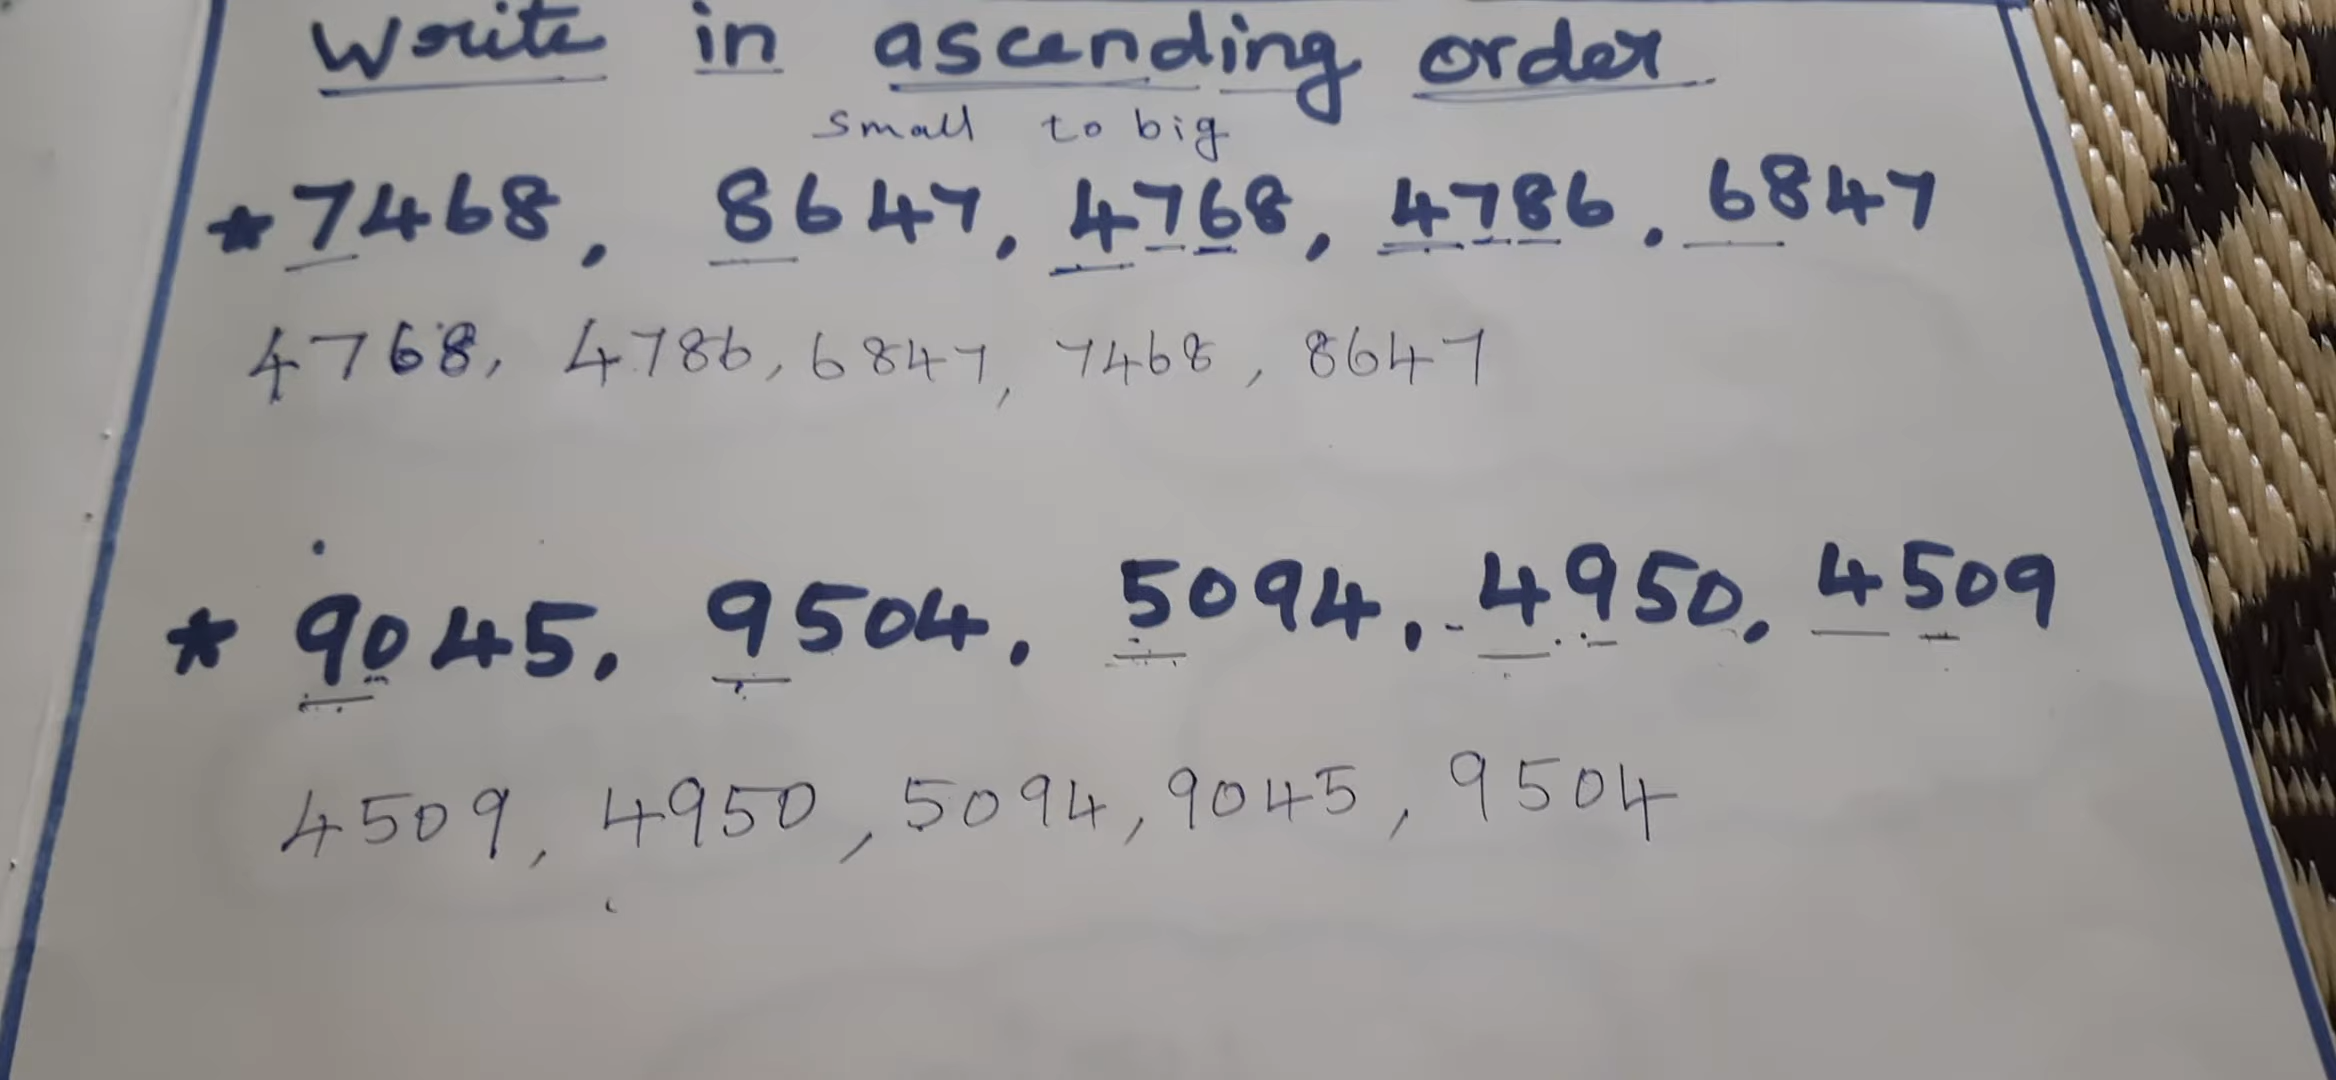 Write in ascending order
small to big
★ 7468, 8647, 4768, 4786, 6847
4768, 4786, 6847, 7468, 8647
★ 9045, 9504, 5094, 4950, 4509
4509, 4950, 5094, 9045, 9504